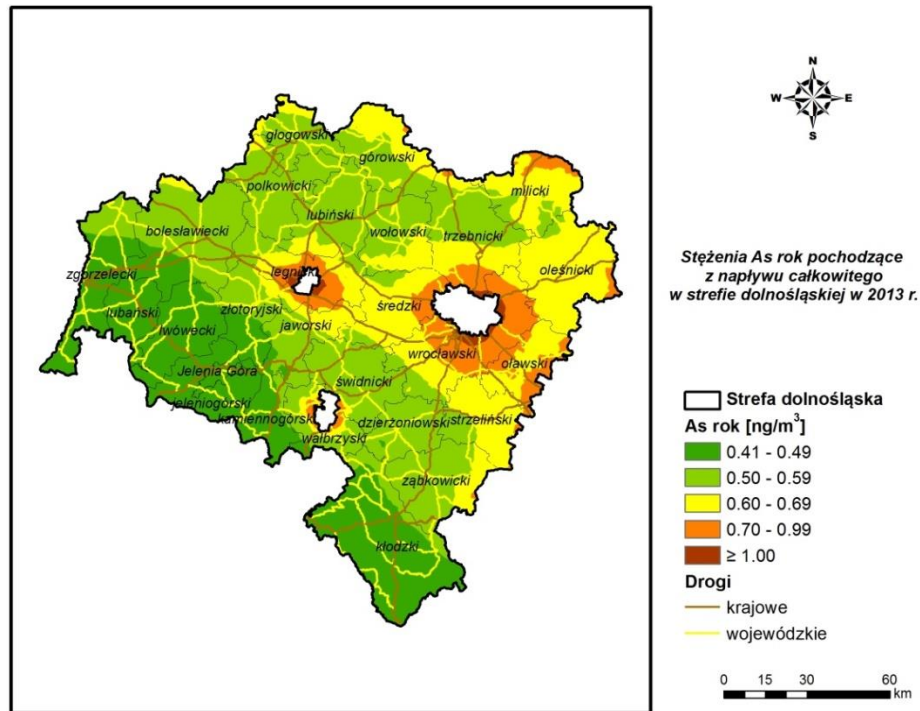 N
W E
S
głogowski
górowski
polkowicki
milicki
lubiński
bolesławiecki
wołowski
trzebnicki
zgorzelecki
legnicki
oleśnicki
lubański
złotoryjski
średzki
lwówecki
jaworski
wrocławski
oławski
Jelenia Góra
świdnicki
jeleniogórski
kamiennogórski
dzierżoniowski
strzeliński
wałbrzyski
ząbkowicki
kłodzki
Stężenia As rok pochodzące
z napływu całkowitego
w strefie dolnośląskiej w 2013 r.
Strefa dolnośląska
As rok [ng/m³]
0.41 - 0.49
0.50 - 0.59
0.60 - 0.69
0.70 - 0.99
≥ 1.00
Drogi
krajowe
wojewódzkie
0 15 30 60
km